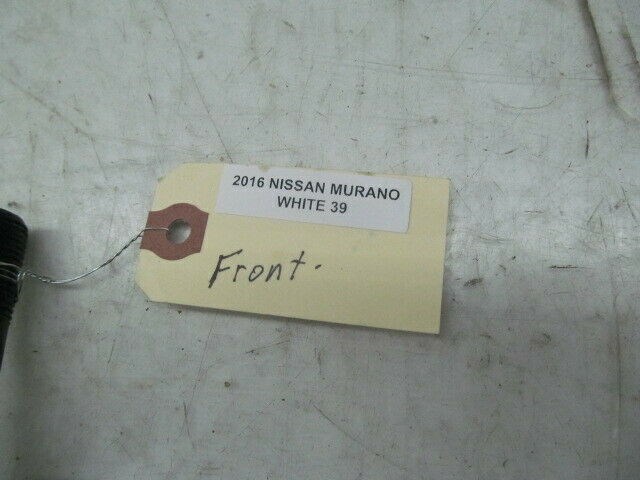 2016 NISSAN MURANO
WHITE 39
Front.